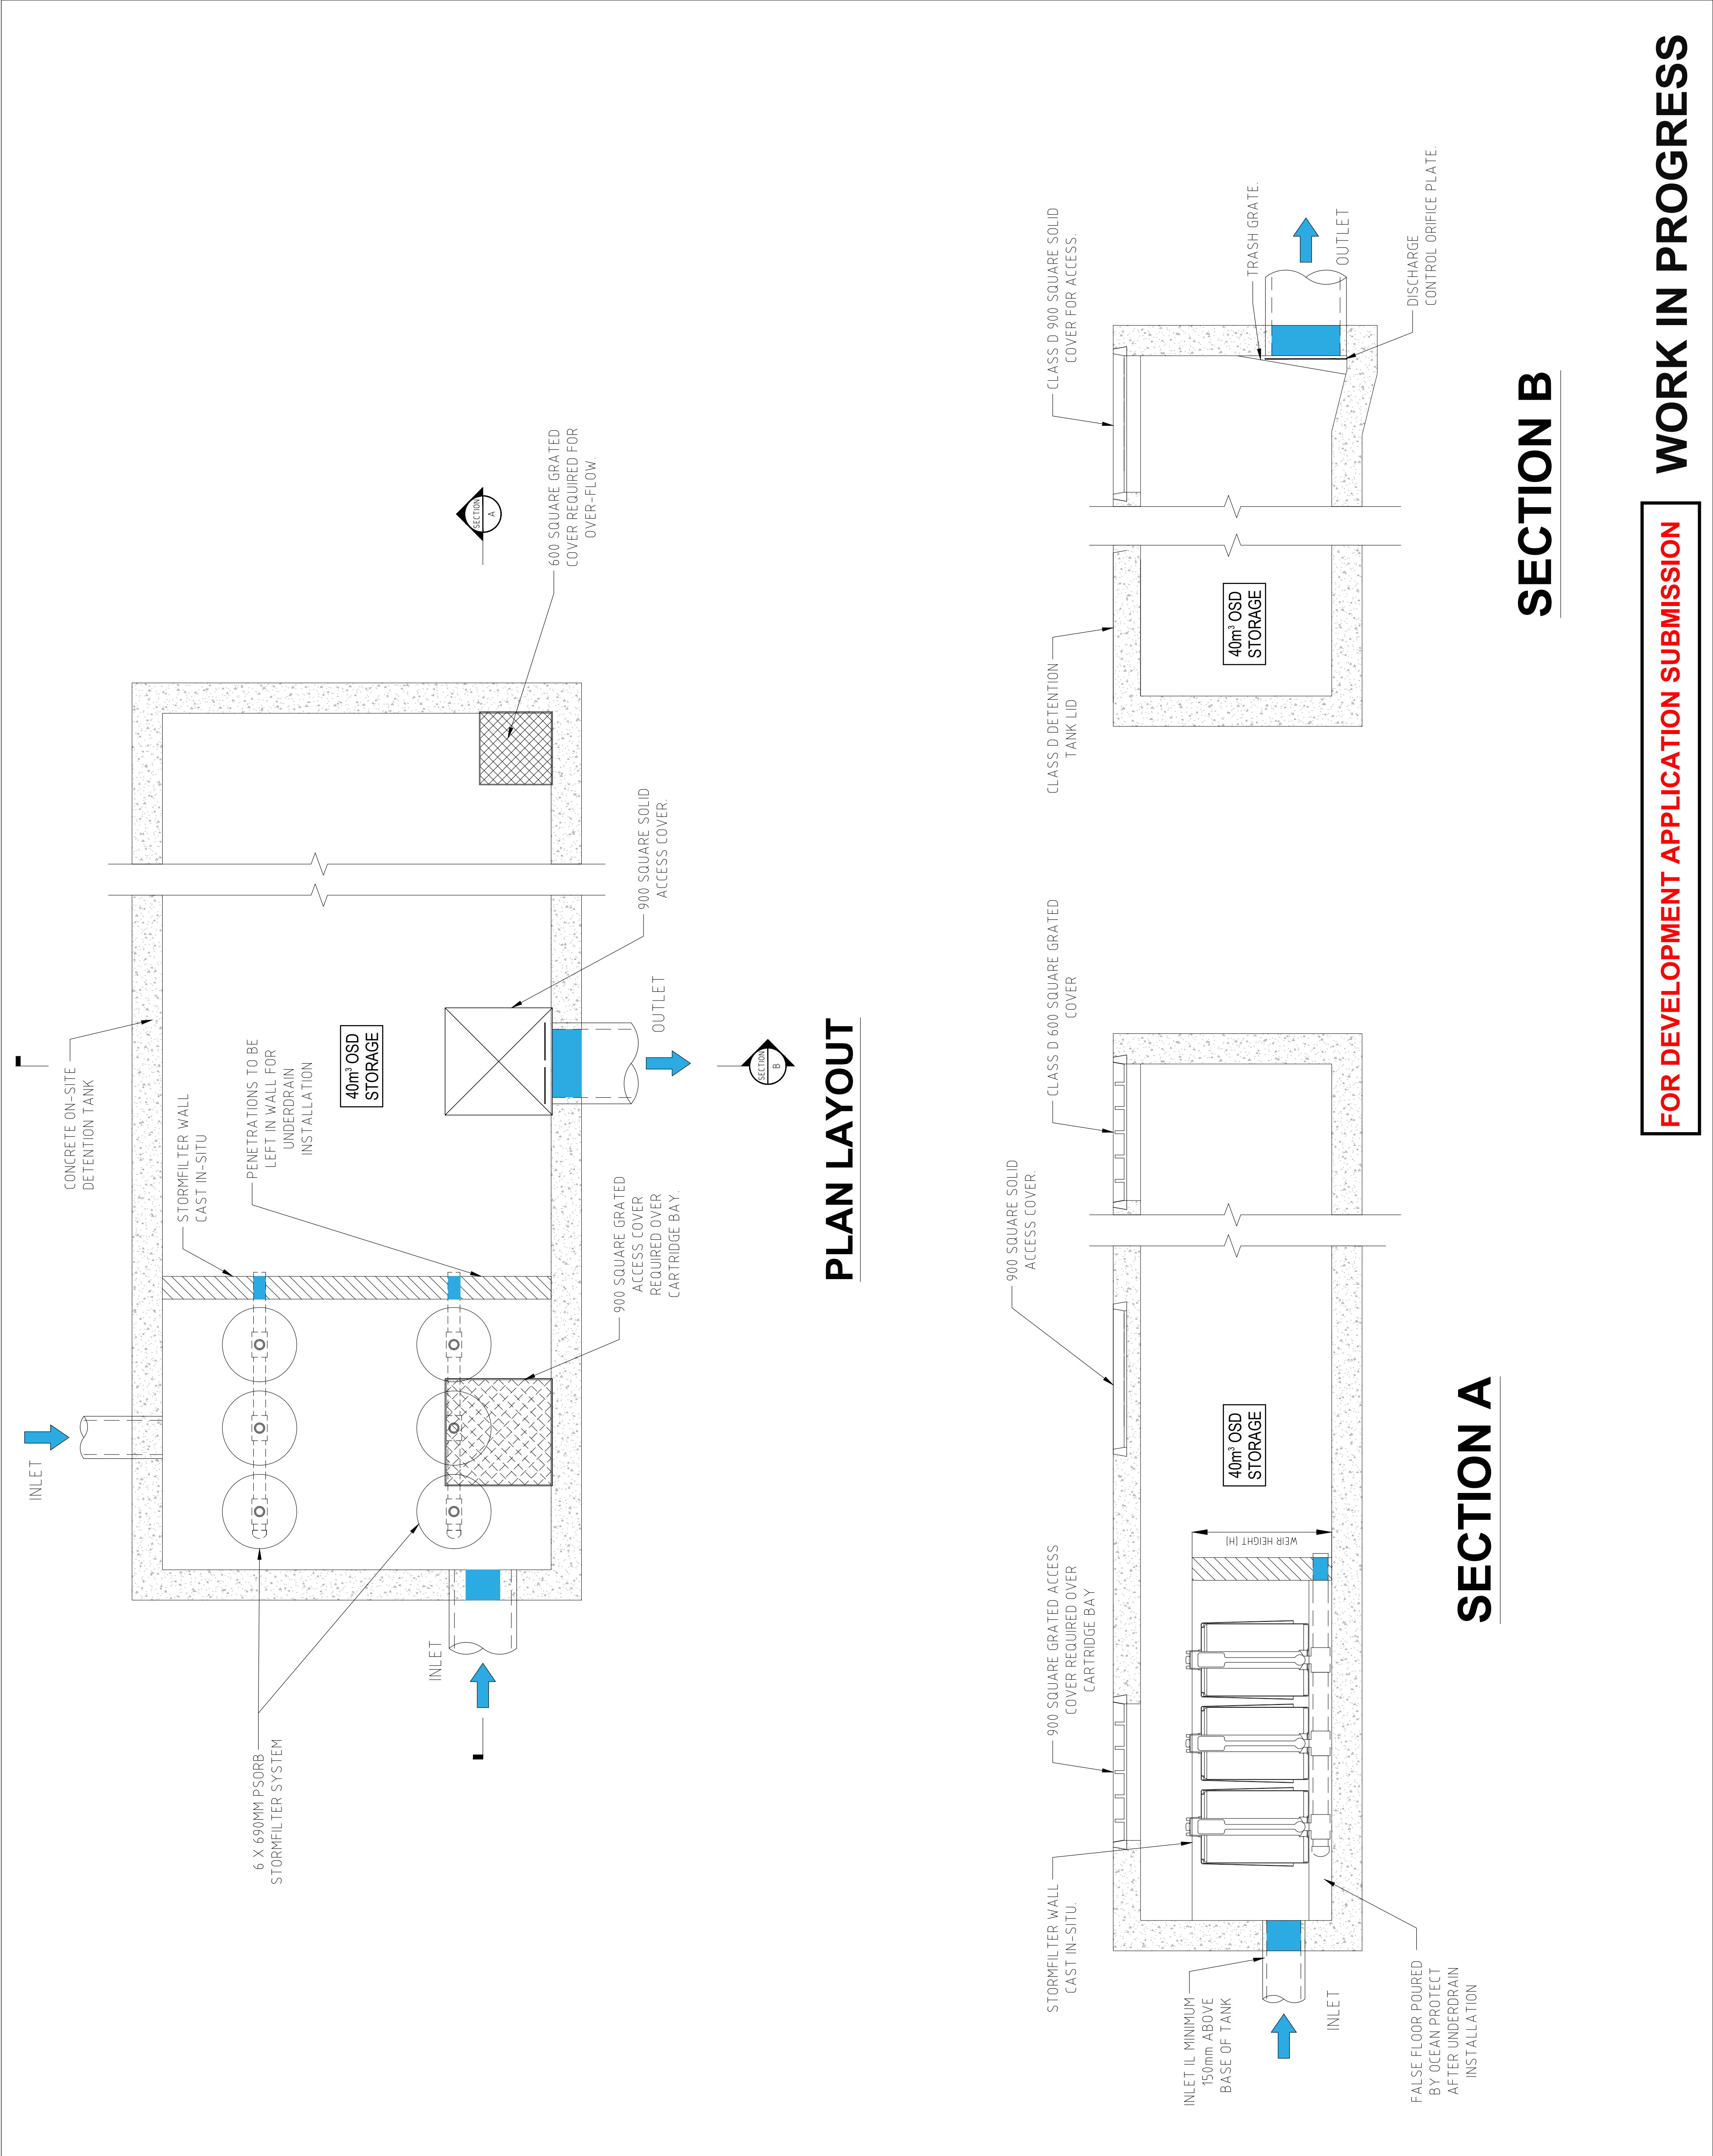 CONCRETE ON-SITE
DETENTION TANK
INLET
STORMFILTER WALL
CAST IN-SITU
PENETRATIONS TO BE
LEFT IN WALL FOR
UNDERDRAIN
INSTALLATION
40m³ OSD
STORAGE
6 X 690MM PSORB
STORMFILTER SYSTEM
INLET
900 SQUARE GRATED
ACCESS COVER
REQUIRED OVER
CARTRIDGE BAY.
OUTLET
900 SQUARE SOLID
ACCESS COVER.
600 SQUARE GRATED
COVER REQUIRED FOR
OVER-FLOW.
SECTION
A
SECTION
B
PLAN LAYOUT
STORMFILTER WALL
CAST IN-SITU.
900 SQUARE GRATED ACCESS
COVER REQUIRED OVER
CARTRIDGE BAY
900 SQUARE SOLID
ACCESS COVER.
CLASS D 600 SQUARE GRATED
COVER
INLET IL MINIMUM
150mm ABOVE
BASE OF TANK
INLET
WEIR HEIGHT (H)
40m³ OSD
STORAGE
FALSE FLOOR POURED
BY OCEAN PROTECT
AFTER UNDERDRAIN
INSTALLATION
SECTION A
CLASS D DETENTION
TANK LID
CLASS D 900 SQUARE SOLID
COVER FOR ACCESS.
40m³ OSD
STORAGE
TRASH GRATE.
OUTLET
DISCHARGE
CONTROL ORIFICE PLATE.
SECTION B
FOR DEVELOPMENT APPLICATION SUBMISSION
WORK IN PROGRESS